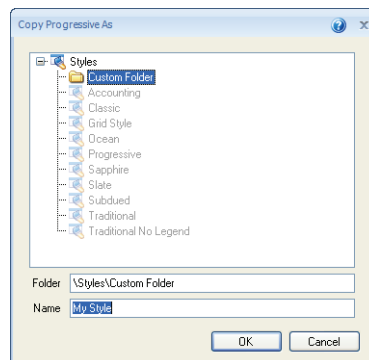 Copy Progressive As
Styles
Custom Folder
Accounting
Classic
Grid Style
Ocean
Progressive
Sapphire
Slate
Subdued
Traditional
Traditional No Legend
Folder \Styles\Custom Folder
Name My Style
OK Cancel